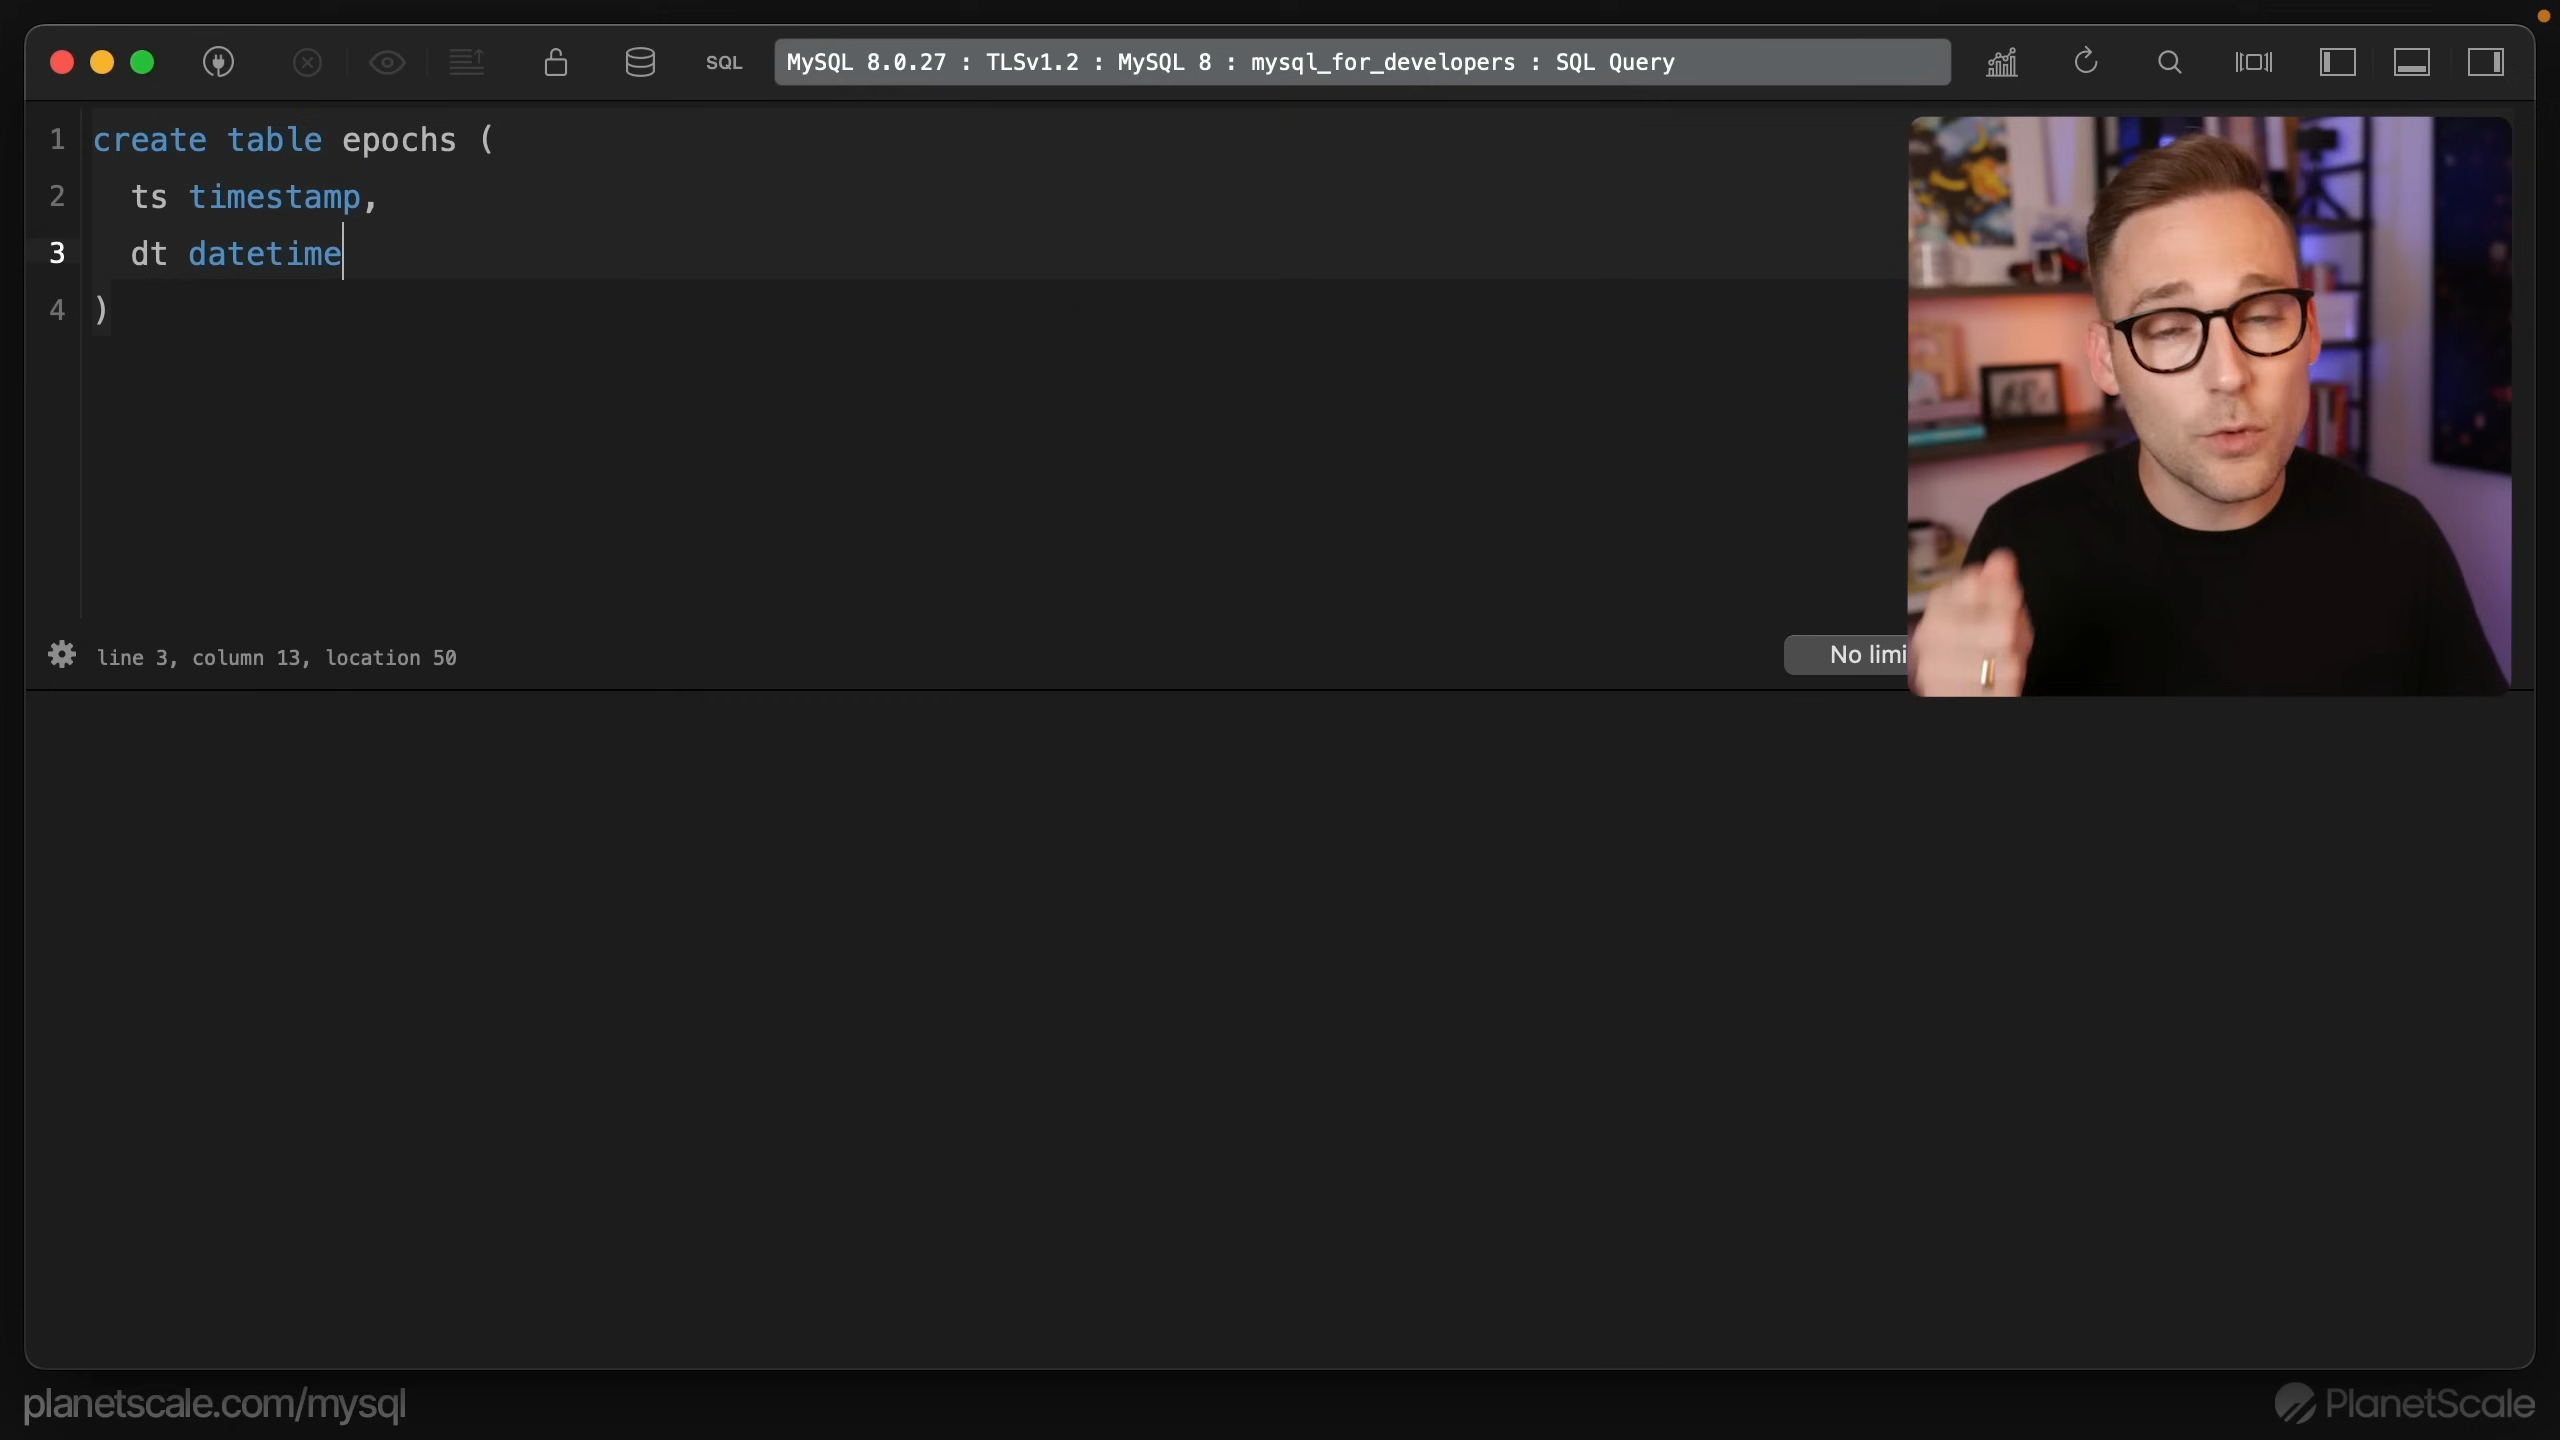 SQL
MySQL 8.0.27 : TLSv1.2 : MySQL 8 : mysql_for_developers : SQL Query
1 create table epochs (
2 ts timestamp,
3 dt datetime
4 )
line 3, column 13, location 50
No limi
planetscale.com/mysql
PlanetScale